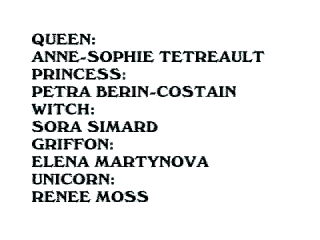 QUEEN:
ANNE-SOPHIE TETREAULT
PRINCESS:
PETRA BERIN-COSTAIN
WITCH:
SORA SIMARD
GRIFFON:
ELENA MARTYNOVA
UNICORN:
RENEE MOSS